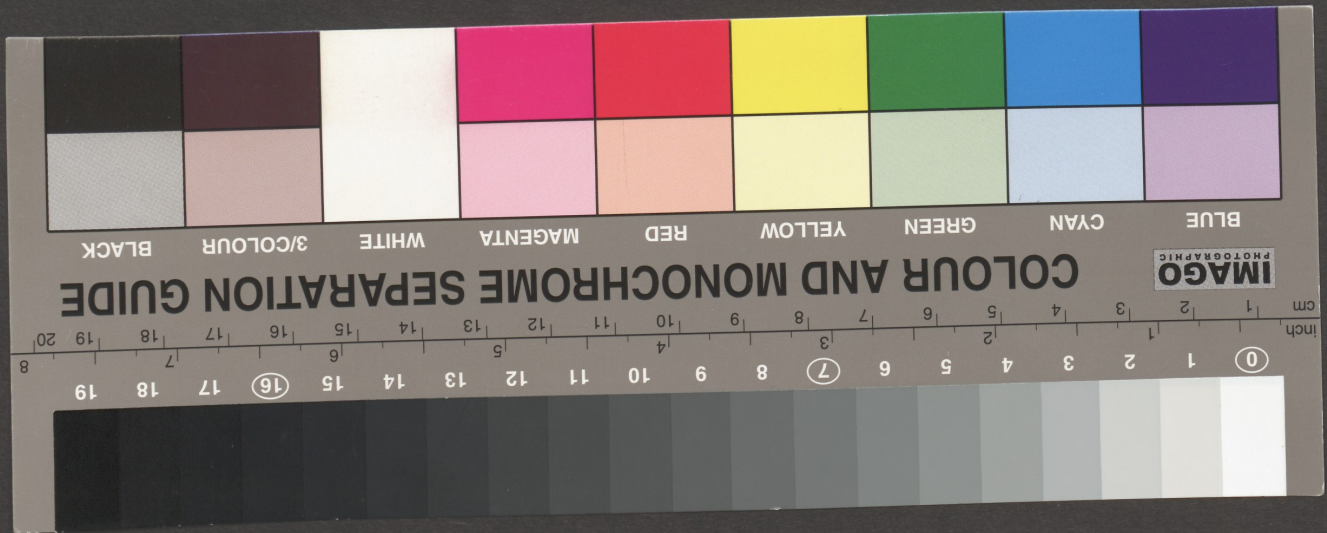 0 1 2 3 4 5 6 7 8 9 10 11 12 13 14 15 16 17 18 19
inch 1 2 3 4 5 6 7 8
cm 1 2 3 4 5 6 7 8 9 10 11 12 13 14 15 16 17 18 19 20
IMAGO
PHOTOGRAPHIC
COLOUR AND MONOCHROME SEPARATION GUIDE
BLUE CYAN GREEN YELLOW RED MAGENTA WHITE 3/COLOUR BLACK